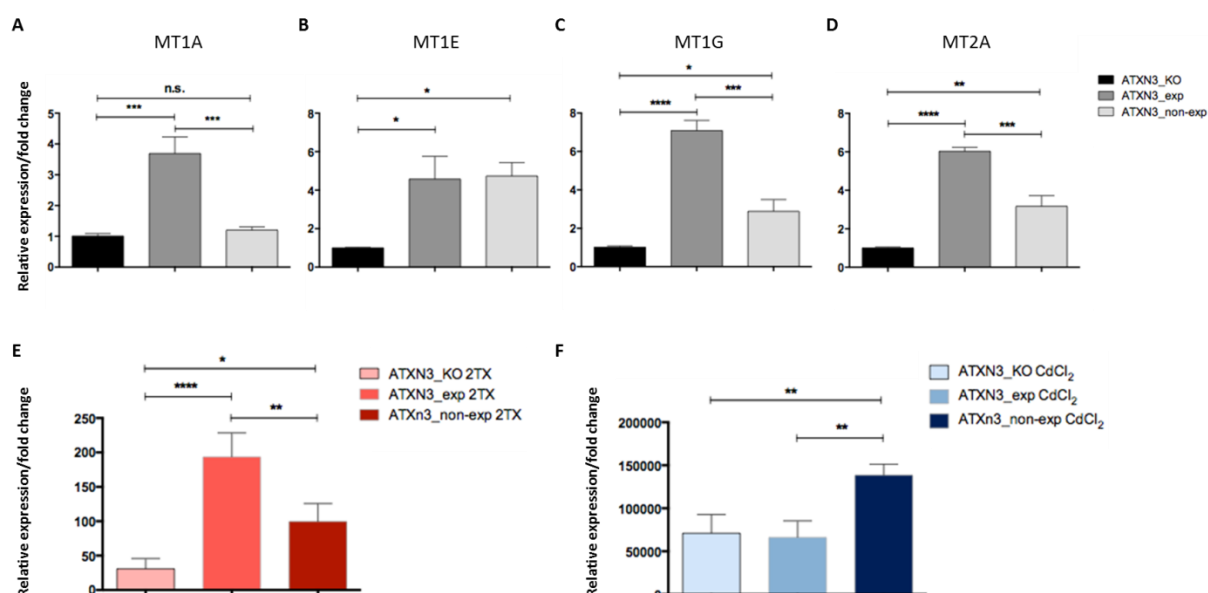 A
B
C
D
MT1A
MT1E
MT1G
MT2A
ATXN3_KO
ATXN3_exp
ATXN3_non-exp
Relative expression/fold change
n.s.
***
***
5
4
3
2
1
0
*
*
8
6
4
2
0
*
***
****
8
6
4
2
0
**
****
***
8
6
4
2
0
E
F
Relative expression/fold change
*
****
**
250
200
150
100
50
0
ATXN3_KO 2TX
ATXN3_exp 2TX
ATXn3_non-exp 2TX
Relative expression/fold change
**
**
200000
150000
100000
50000
ATXN3_KO CdCl₂
ATXN3_exp CdCl₂
ATXn3_non-exp CdCl₂